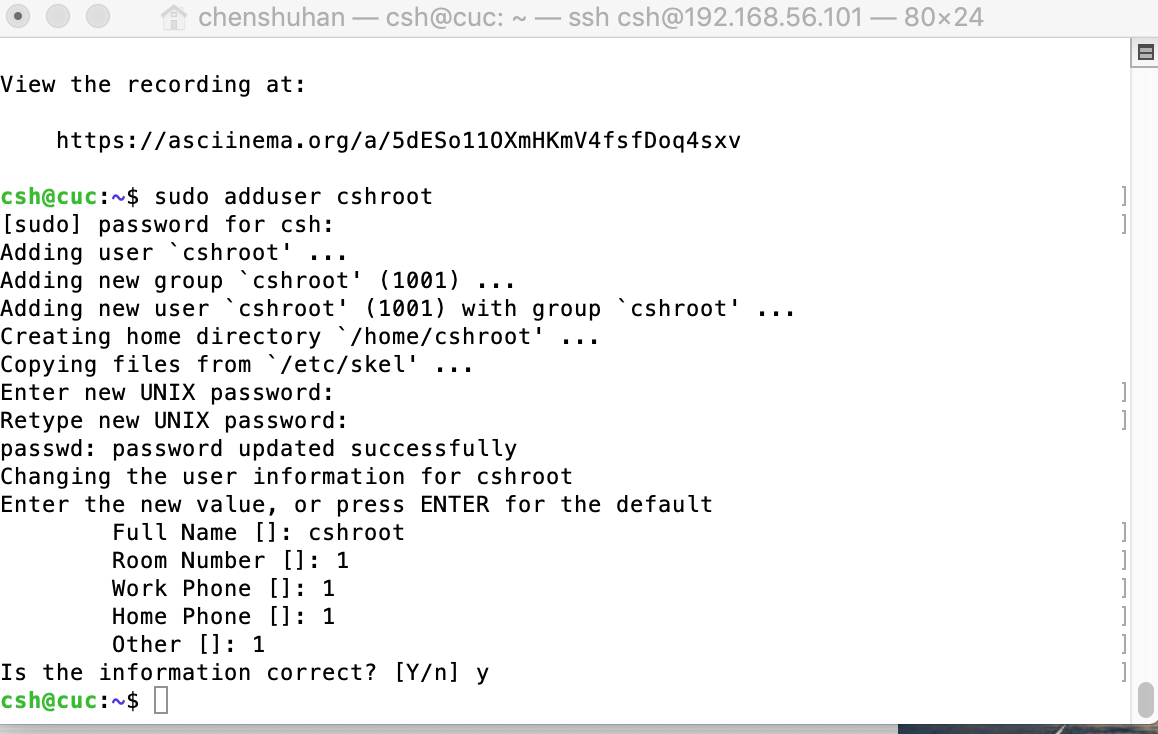 chenshuhan — csh@cuc: ~ — ssh csh@192.168.56.101 — 80×24
View the recording at:
    https://asciinema.org/a/5dESo11OXmHKmV4fsfDoq4sxv
csh@cuc:~$ sudo adduser cshroot
[sudo] password for csh:
Adding user `cshroot' ...
Adding new group `cshroot' (1001) ...
Adding new user `cshroot' (1001) with group `cshroot' ...
Creating home directory `/home/cshroot' ...
Copying files from `/etc/skel' ...
Enter new UNIX password:
Retype new UNIX password:
passwd: password updated successfully
Changing the user information for cshroot
Enter the new value, or press ENTER for the default
        Full Name []: cshroot
        Room Number []: 1
        Work Phone []: 1
        Home Phone []: 1
        Other []: 1
Is the information correct? [Y/n] y
csh@cuc:~$